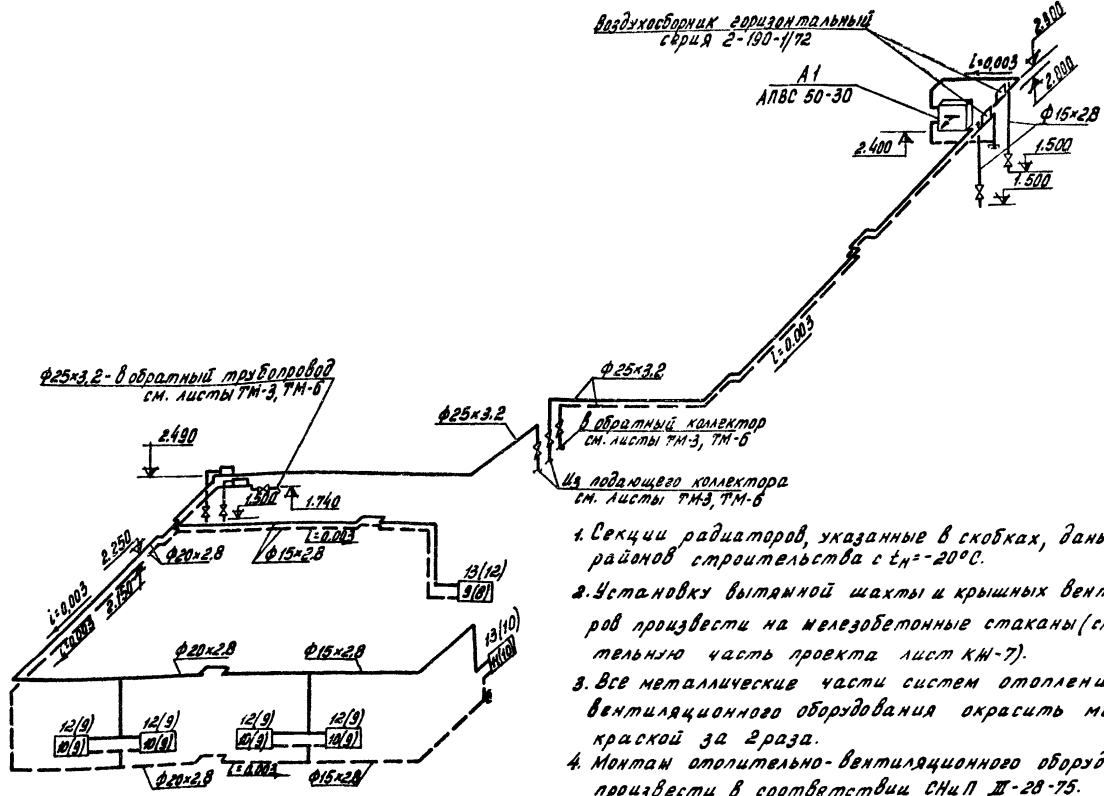 Воздухосборник горизонтальный
серия 2-190-1/72
2.900
i=0,003
2.000
А1
АПВС 50-30
ф15×2,8
2.400
1.500
1.500
i=0.003
ф25×3,2 - в обратный трубопровод
см. листы ТМ-3, ТМ-6
ф25×3.2
ф25×3.2
в обратный коллектор
см. листы ТМ-3, ТМ-6
2.490
Из подающего коллектора
см. листы ТМ-3, ТМ-6
1.500
1.740
2.250
ф20×2.8
ф15×2.8
i=0.003
13(12)
9(8)
i=0,003
2.150
i=0.003
ф20×2.8
ф15×2.8
13(10)
11(10)
12(9)
12(9)
12(9)
12(9)
10(9)
10(9)
10(9)
10(9)
ф20×2.8
i=0.003
ф15×2.8
1. Секции радиаторов, указанные в скобках, даны
районов строительства с tн=-20°С.
2. Установку вытяжной шахты и крышных вент
ров произвести на железобетонные стаканы (с
тельную часть проекта лист КЖ-7).
3. Все металлические части систем отоплени
вентиляционного оборудования окрасить ма
краской за 2 раза.
4. Монтаж отопительно-вентиляционного оборуд
произвести в соответствии СНиП III-28-75.